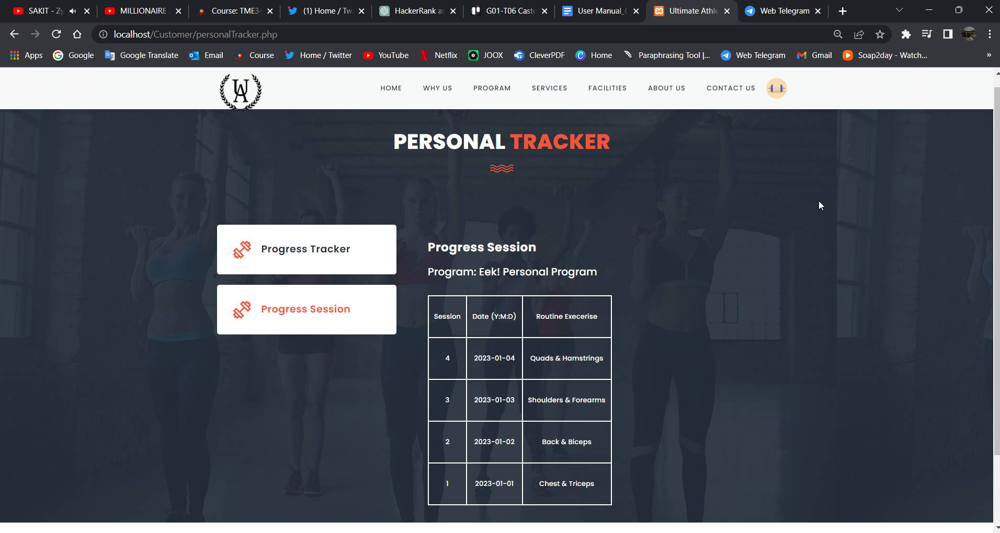 SAKIT - Zy
MILLIONAIRE
Course: TME34
(1) Home / Tw
HackerRank as
G01-T06 Casto
User Manual_
Ultimate Athle
Web Telegram
localhost/Customer/personalTracker.php
Apps
Google
Google Translate
Email
Course
Home / Twitter
YouTube
Netflix
JOOX
CleverPDF
Home
Paraphrasing Tool |...
Web Telegram
Gmail
Soap2day - Watch...
»
UA
HOME
WHY US
PROGRAM
SERVICES
FACILITIES
ABOUT US
CONTACT US
PERSONAL TRACKER
Progress Tracker
Progress Session
Progress Session
Program: Eek! Personal Program
Session Date (Y:M:D) Routine Execerise
4 2023-01-04 Quads & Hamstrings
3 2023-01-03 Shoulders & Forearms
2 2023-01-02 Back & Biceps
1 2023-01-01 Chest & Triceps